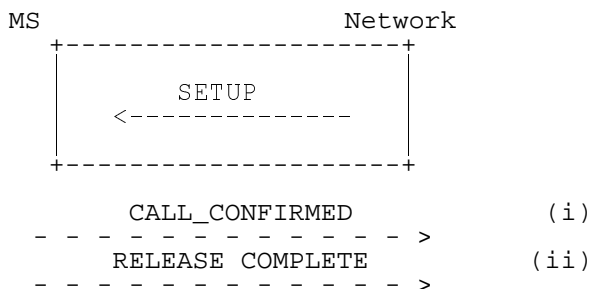 MS Network
SETUP
CALL_CONFIRMED (i)
RELEASE COMPLETE (ii)